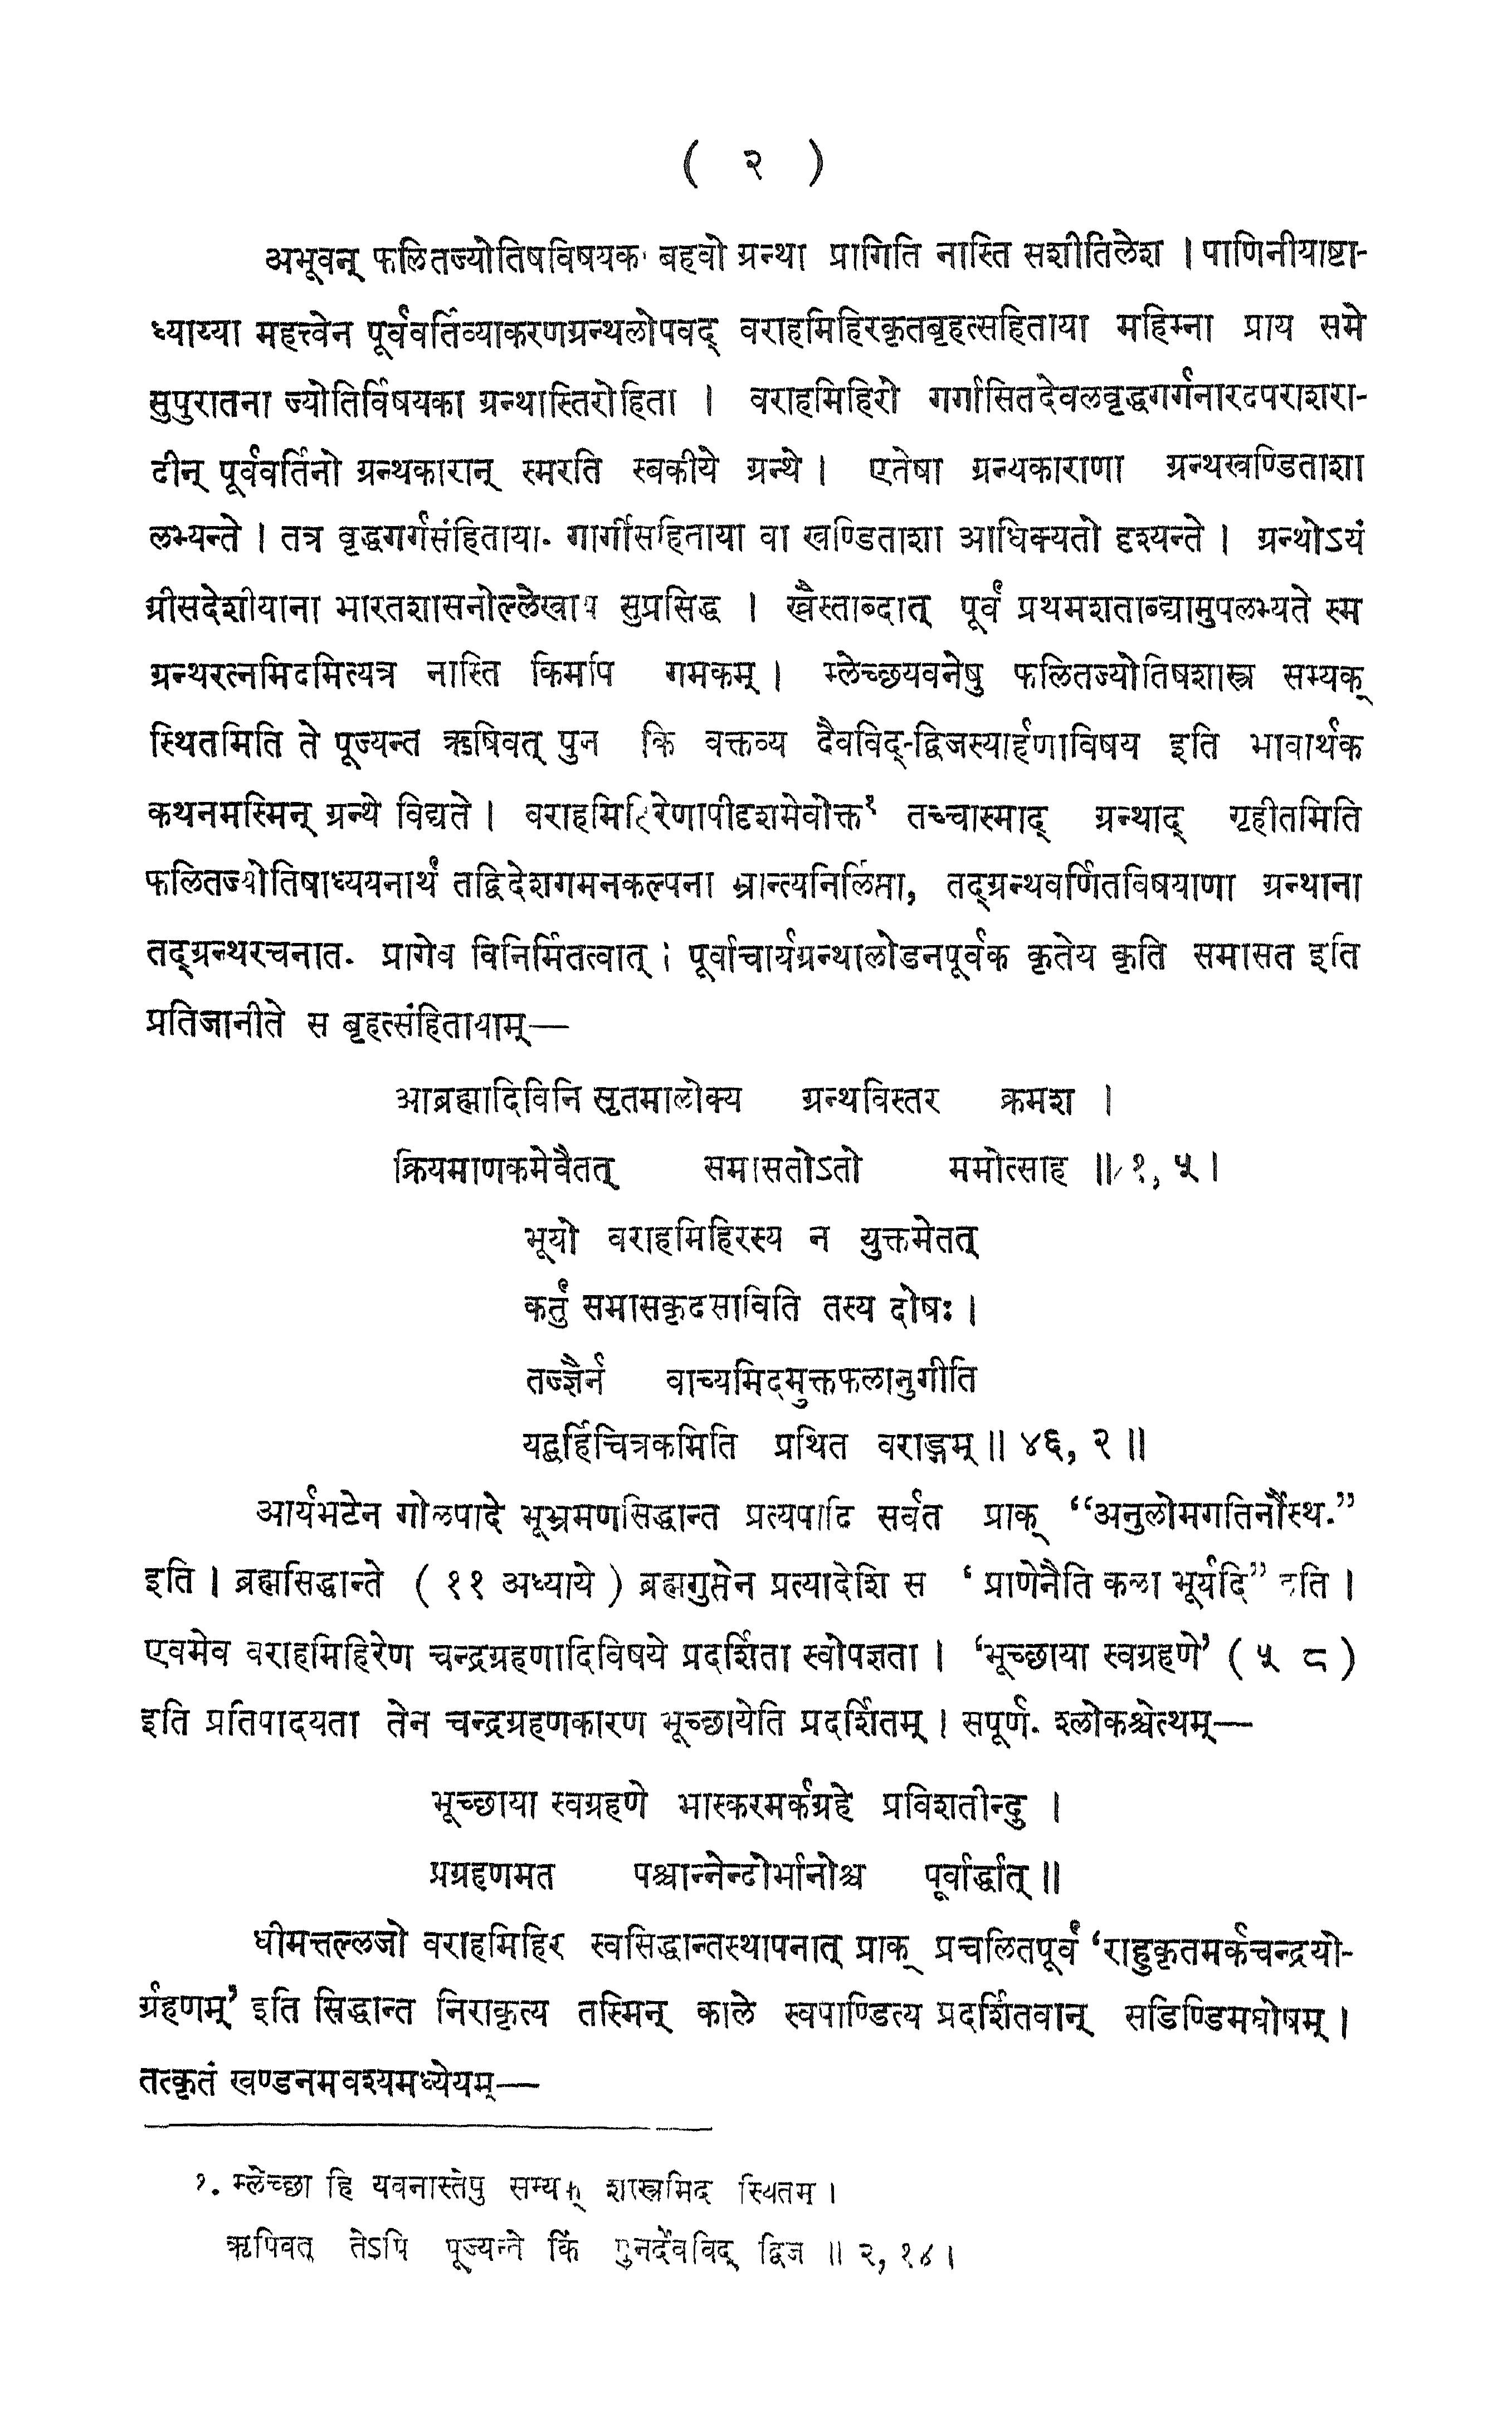 ( २ )
अभूवन् फलितज्योतिषविषयक बहवो ग्रन्था प्रागिति नास्ति सशीतिलेश । पाणिनीयाष्टा-
ध्याय्या महत्त्वेन पूर्ववर्तिव्याकरणग्रन्थलोपवद् वराहमिहिरकृतबृहत्सहिताया महिम्ना प्राय समे
सुपुरातना ज्योतिर्विषयका ग्रन्थास्तिरोहिता । वराहमिहिरो गर्गासितदेवलवृद्धगर्गनारदपराशरा-
दीन् पूर्ववर्तिनो ग्रन्थकारान् स्मरति स्बकीये ग्रन्थे । एतेषा ग्रन्थकाराणा ग्रन्थखण्डिताशा
लभ्यन्ते । तत्र वृद्धगर्गसंहिताया. गार्गीसहिताया वा खण्डिताशा आधिक्यतो दृश्यन्ते । ग्रन्थोऽयं
ग्रीसदेशीयाना भारतशासनोल्लेखाय सुप्रसिद्ध । ख्रैस्ताब्दात् पूर्वं प्रथमशताब्द्यामुपलभ्यते स्म
ग्रन्थरत्नमिदमित्यत्र नास्ति किमपि गमकम् । म्लेच्छयवनेषु फलितज्योतिषशास्त्र सम्यक्
स्थितमिति ते पूज्यन्त ऋषिवत् पुन कि वक्तव्य दैवविद्-द्विजस्यार्हणाविषय इति भावार्थक
कथनमस्मिन् ग्रन्थे विद्यते । वराहमिहिरेणापीदृशमेवोक्त१ तच्चास्माद् ग्रन्थाद् गृहीतमिति
फलितज्योतिषाध्ययनार्थं तद्विदेशगमनकल्पना भ्रान्त्यनिर्लिप्ता, तद्ग्रन्थवर्णितविषयाणा ग्रन्थाना
तद्ग्रन्थरचनात. प्रागेव विनिर्मितत्वात् । पूर्वाचार्यग्रन्थालोडनपूर्वक कृतेय कृति समासत इति
प्रतिजानीते स बृहत्संहितायाम्—
आब्रह्मादिविनि सृतमालोक्य ग्रन्थविस्तर क्रमश ।
क्रियमाणकमेवैतत् समासतोऽतो ममोत्साह ॥ १, ५ ।
भूयो वराहमिहिरस्य न युक्तमेतत्
कर्तुं समासकृदसाविति तस्य दोषः ।
तज्ज्ञैर्न वाच्यमिदमुक्तफलानुगीति
यद्बर्हिचित्रकमिति प्रथित वराङ्गम् ॥ ४६, २ ॥
आर्यभटेन गोलपादे भूभ्रमणसिद्धान्त प्रत्यपादि सर्वत प्राक् “अनुलोमगतिर्नौस्थ.”
इति । ब्रह्मसिद्धान्ते ( ११ अध्याये ) ब्रह्मगुप्तेन प्रत्यादेशि स ‘ प्राणेनैति कला भूर्यदि” इति ।
एवमेव वराहमिहिरेण चन्द्रग्रहणादिविषये प्रदर्शिता स्वोपज्ञता । ‘भूच्छाया स्वग्रहणे’ ( ५ ८ )
इति प्रतिपादयता तेन चन्द्रग्रहणकारण भूच्छायेति प्रदर्शितम् । सपूर्ण. श्लोकश्चेत्थम्—
भूच्छाया स्वग्रहणे भास्करमर्कग्रहे प्रविशतीन्दु ।
प्रग्रहणमत पश्चान्नेन्दोर्भानोश्च पूर्वार्द्धात् ॥
धीमत्तल्लजो वराहमिहिर स्वसिद्धान्तस्थापनात् प्राक् प्रचलितपूर्वं ‘राहुकृतमर्कचन्द्रयो-
र्ग्रहणम्’ इति सिद्धान्त निराकृत्य तस्मिन् काले स्वपाण्डित्य प्रदर्शितवान् सडिण्डिमघोषम् ।
तत्कृतं खण्डनमवश्यमध्येयम्—
१. म्लेच्छा हि यवनास्तेषु सम्यक् शास्त्रमिद स्थितम ।
ऋषिवत् तेऽपि पूज्यन्ते किं पुनर्दैवविद् द्विज ॥ २, १४ ।